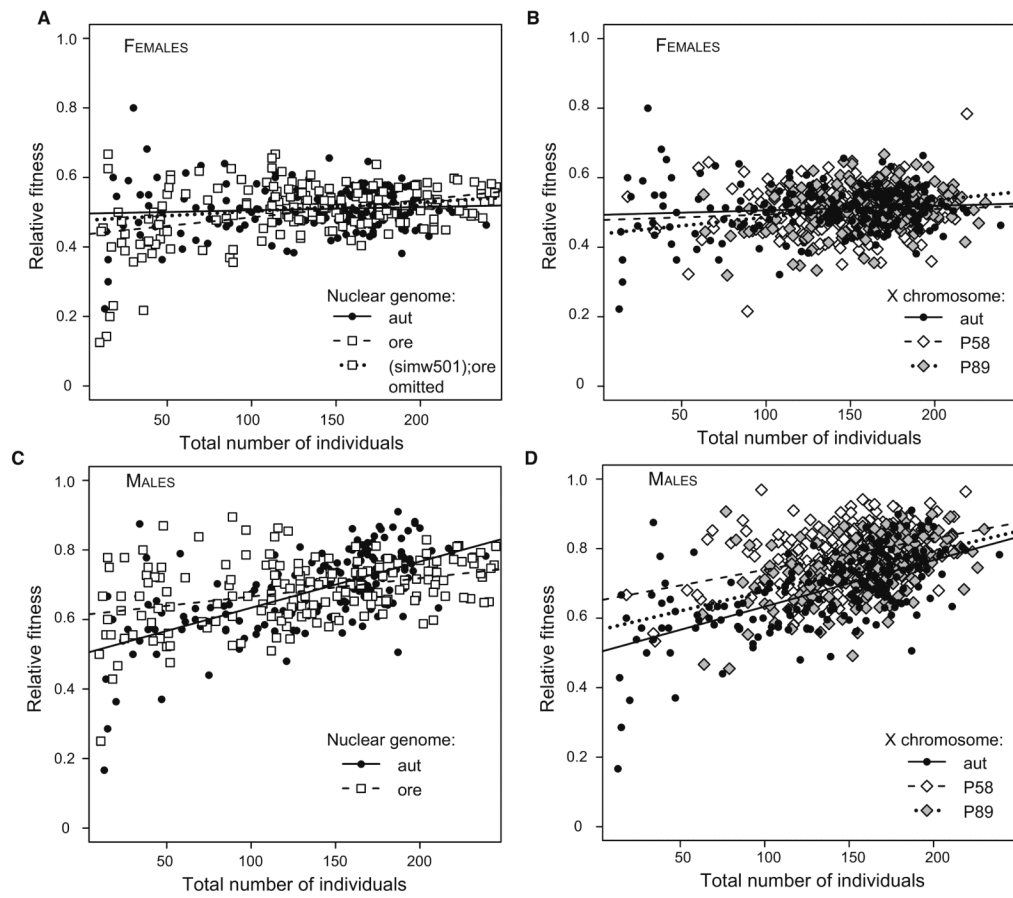 A
FEMALES
1.0
0.8
0.6
0.4
0.2
0
Relative fitness
Nuclear genome:
aut
ore
(simw501);ore
omitted
50
100
150
200
Total number of individuals
B
FEMALES
1.0
0.8
0.6
0.4
0.2
0
Relative fitness
X chromosome:
aut
P58
P89
50
100
150
200
Total number of individuals
C
MALES
1.0
0.8
0.6
0.4
0.2
0
Relative fitness
Nuclear genome:
aut
ore
50
100
150
200
Total number of individuals
D
MALES
1.0
0.8
0.6
0.4
0.2
0
Relative fitness
X chromosome:
aut
P58
P89
50
100
150
200
Total number of individuals